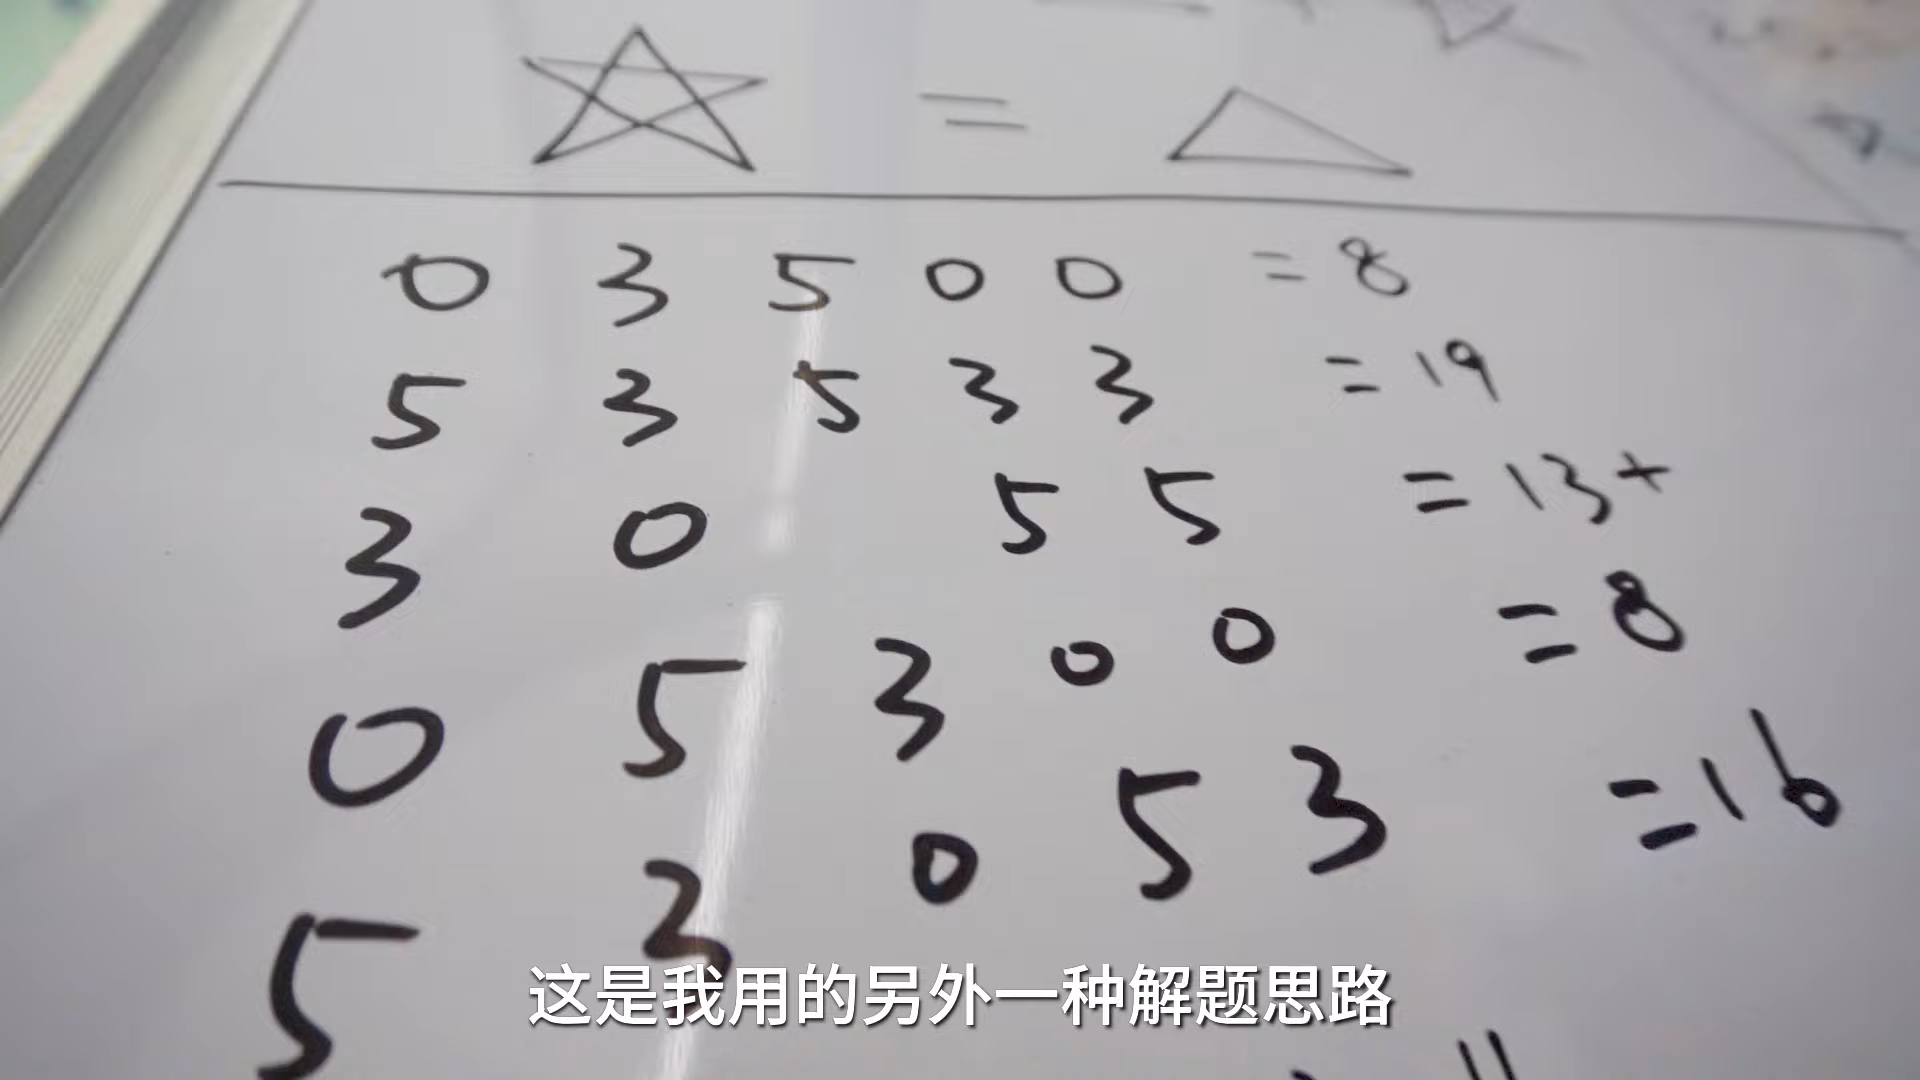 =
0 3 5 0 0 = 8
5 3 5 3 3 = 19
3 0 5 5 = 13+
0 5 3 0 0 = 8
5 3 0 5 3 = 16
这是我用的另外一种解题思路